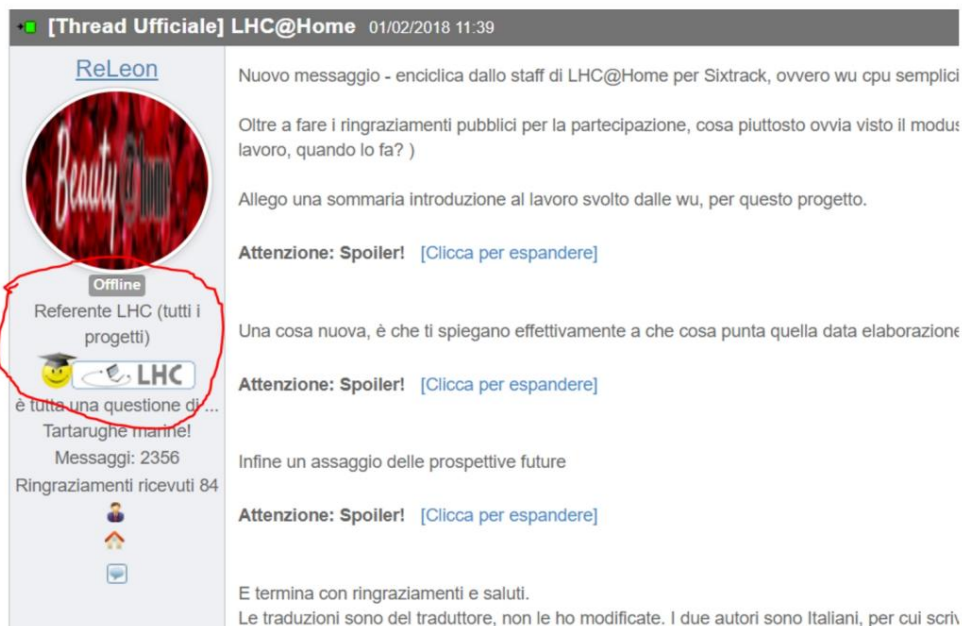 [Thread Ufficiale] LHC@Home 01/02/2018 11:39
ReLeon
Beauty@home
Offline
Referente LHC (tutti i
progetti)
LHC
è tutta una questione di ...
Tartarughe marine!
Messaggi: 2356
Ringraziamenti ricevuti 84
Nuovo messaggio - enciclica dallo staff di LHC@Home per Sixtrack, ovvero wu cpu semplici
Oltre a fare i ringraziamenti pubblici per la partecipazione, cosa piuttosto ovvia visto il modus
lavoro, quando lo fa? )
Allego una sommaria introduzione al lavoro svolto dalle wu, per questo progetto.
Attenzione: Spoiler! [Clicca per espandere]
Una cosa nuova, è che ti spiegano effettivamente a che cosa punta quella data elaborazione
Attenzione: Spoiler! [Clicca per espandere]
Infine un assaggio delle prospettive future
Attenzione: Spoiler! [Clicca per espandere]
E termina con ringraziamenti e saluti.
Le traduzioni sono del traduttore, non le ho modificate. I due autori sono Italiani, per cui scriv